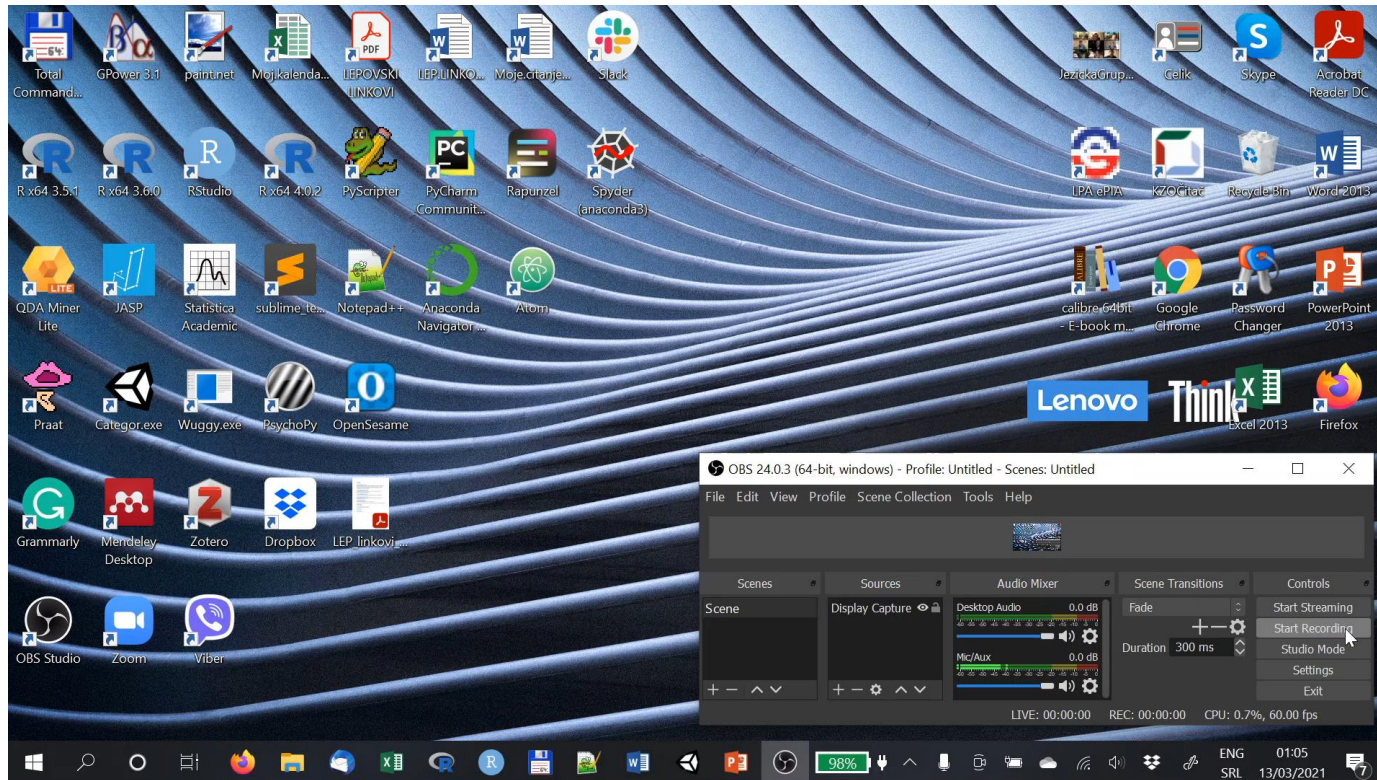 Total
Command...
GPower 3.1
paint.net
Moj.kalenda...
LEPOVSKI
LINKOVI
LEP.LINKO...
Moje.citanje...
Slack
JezickaGrup...
Celik
Skype
Acrobat
Reader DC
R x64 3.5.1
R x64 3.6.0
RStudio
R x64 4.0.2
PyScripter
PyCharm
Communit...
Rapunzel
Spyder
(anaconda3)
LPA ePIA
KZOČitač
Recycle Bin
Word 2013
QDA Miner
Lite
JASP
Statistica
Academic
sublime_te...
Notepad++
Anaconda
Navigator ...
Atom
calibre 64bit
- E-book m...
Google
Chrome
Password
Changer
PowerPoint
2013
Praat
Categor.exe
Wuggy.exe
PsychoPy
OpenSesame
Lenovo
Think
Excel 2013
Firefox
Grammarly
Mendeley
Desktop
Zotero
Dropbox
LEP_linkovi_...
OBS Studio
Zoom
Viber
OBS 24.0.3 (64-bit, windows) - Profile: Untitled - Scenes: Untitled
File Edit View Profile Scene Collection Tools Help
Scenes
Sources
Audio Mixer
Scene Transitions
Controls
Scene
Display Capture
Desktop Audio 0.0 dB
Mic/Aux 0.0 dB
Fade
Duration 300 ms
Start Streaming
Start Recording
Studio Mode
Settings
Exit
LIVE: 00:00:00 REC: 00:00:00 CPU: 0.7%, 60.00 fps
98%
ENG
SRL
01:05
13/03/2021
7